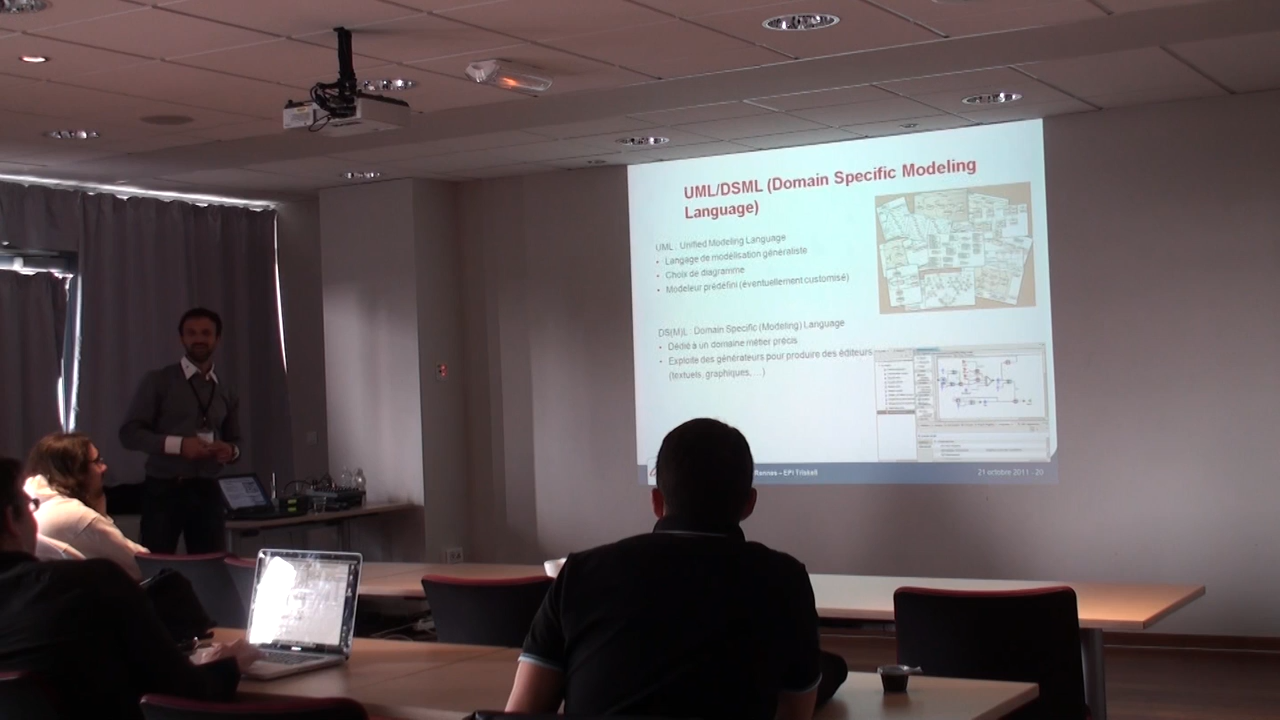 UML/DSML (Domain Specific Modeling
Language)
UML : Unified Modeling Language
• Langage de modélisation généraliste
• Choix de diagramme
• Modeleur prédéfini (éventuellement customisé)
DS(M)L : Domain Specific (Modeling) Language
• Dédié à un domaine métier précis
• Exploite des générateurs pour produire des éditeurs
(textuels, graphiques, …)
Rennes – EPI Triskell
21 octobre 2011 - 20